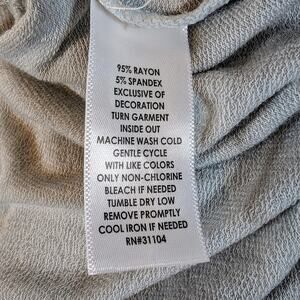 95% RAYON
5% SPANDEX
EXCLUSIVE OF
DECORATION
TURN GARMENT
INSIDE OUT
MACHINE WASH COLD
GENTLE CYCLE
WITH LIKE COLORS
ONLY NON-CHLORINE
BLEACH IF NEEDED
TUMBLE DRY LOW
REMOVE PROMPTLY
COOL IRON IF NEEDED
RN#31104